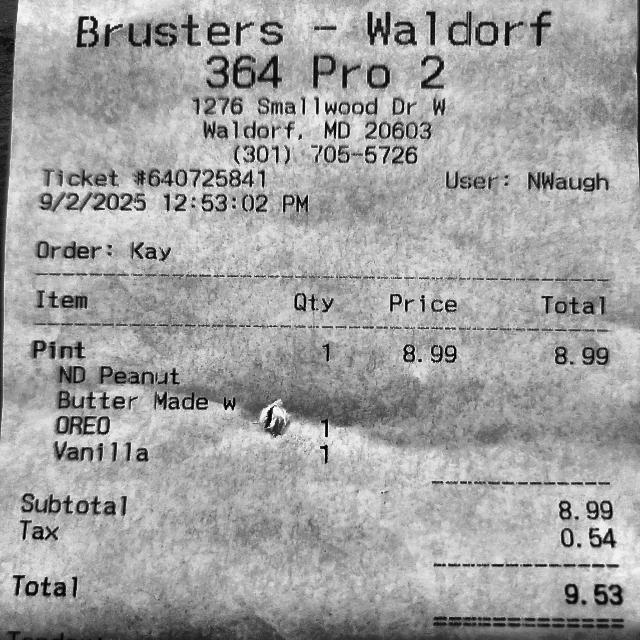 Brusters - Waldorf
364 Pro 2
1276 Smallwood Dr W
Waldorf, MD 20603
(301) 705-5726
Ticket #640725841 User: NWaugh
9/2/2025 12:53:02 PM
Order: Kay
Item Qty Price Total
Pint 1 8.99 8.99
ND Peanut
Butter Made w
OREO 1
Vanilla 1
Subtotal 8.99
Tax 0.54
Total 9.53